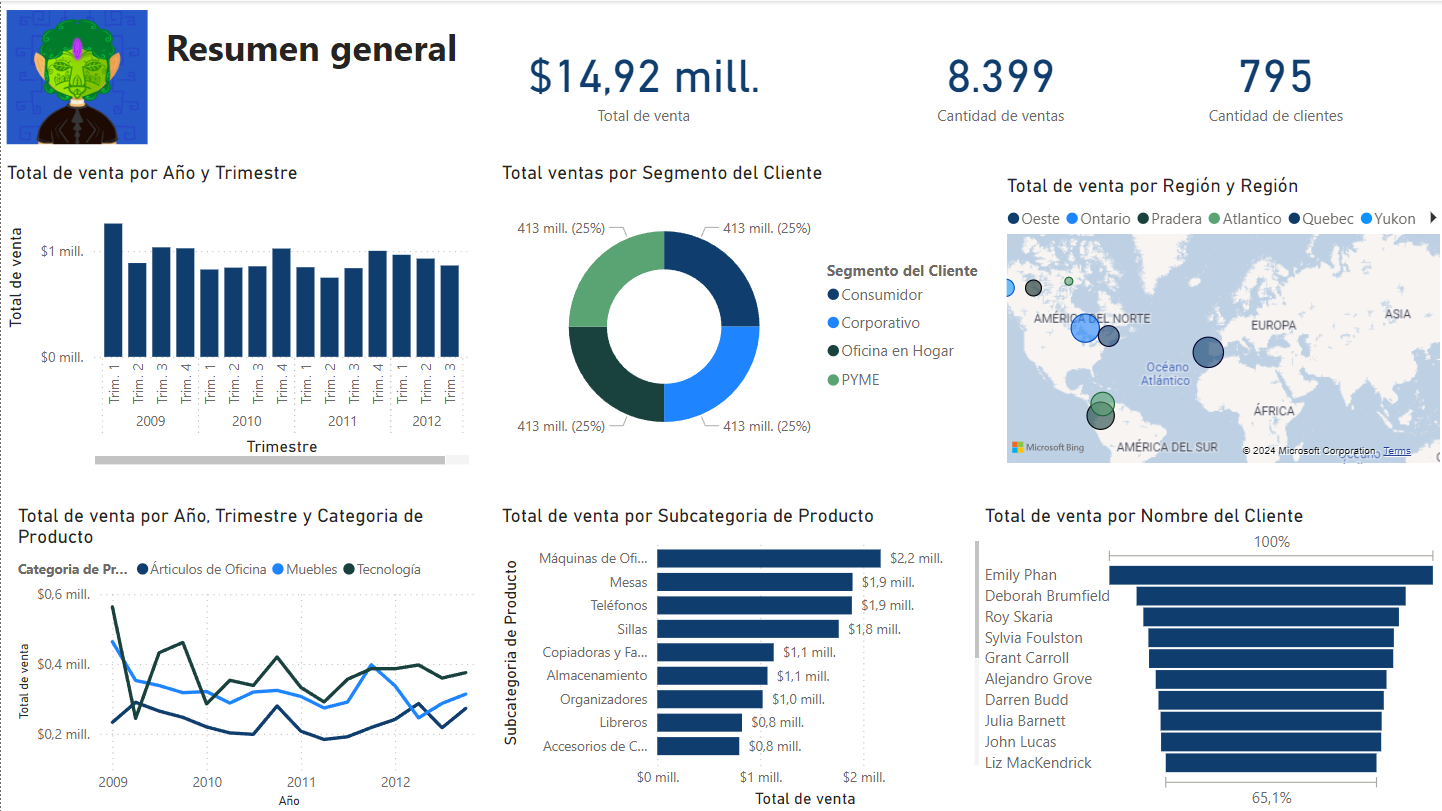 Resumen general
$14,92 mill.
Total de venta
8.399
Cantidad de ventas
795
Cantidad de clientes
Total de venta por Año y Trimestre
Total de venta
$1 mill.
$0 mill.
Trim. 1
Trim. 2
Trim. 3
Trim. 4
Trim. 1
Trim. 2
Trim. 3
Trim. 4
Trim. 1
Trim. 2
Trim. 3
Trim. 4
Trim. 1
Trim. 2
Trim. 3
2009
2010
2011
2012
Trimestre
Total ventas por Segmento del Cliente
413 mill. (25%)
413 mill. (25%)
413 mill. (25%)
413 mill. (25%)
Segmento del Cliente
Consumidor
Corporativo
Oficina en Hogar
PYME
Total de venta por Región y Región
Oeste Ontario Pradera Atlantico Quebec Yukon
AMÉRICA DEL NORTE
EUROPA
ASIA
Océano
Atlántico
ÁFRICA
AMÉRICA DEL SUR
Microsoft Bing
© 2024 Microsoft Corporation Terms
Total de venta por Año, Trimestre y Categoria de
Producto
Categoria de Pr... Árticulos de Oficina Muebles Tecnología
Total de venta
$0,6 mill.
$0,4 mill.
$0,2 mill.
2009
2010
2011
2012
Año
Total de venta por Subcategoria de Producto
Subcategoria de Producto
Máquinas de Ofi... $2,2 mill.
Mesas $1,9 mill.
Teléfonos $1,9 mill.
Sillas $1,8 mill.
Copiadoras y Fa... $1,1 mill.
Almacenamiento $1,1 mill.
Organizadores $1,0 mill.
Libreros $0,8 mill.
Accesorios de C... $0,8 mill.
$0 mill.
$1 mill.
$2 mill.
Total de venta
Total de venta por Nombre del Cliente
100%
Emily Phan
Deborah Brumfield
Roy Skaria
Sylvia Foulston
Grant Carroll
Alejandro Grove
Darren Budd
Julia Barnett
John Lucas
Liz MacKendrick
65,1%